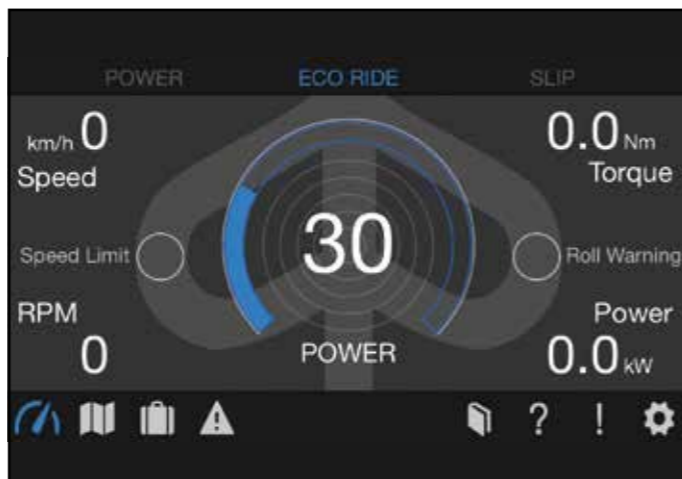 POWER ECO RIDE SLIP
km/h 0 0.0 Nm
Speed Torque
30
Speed Limit Roll Warning
RPM Power
POWER
0 0.0 kW
? !